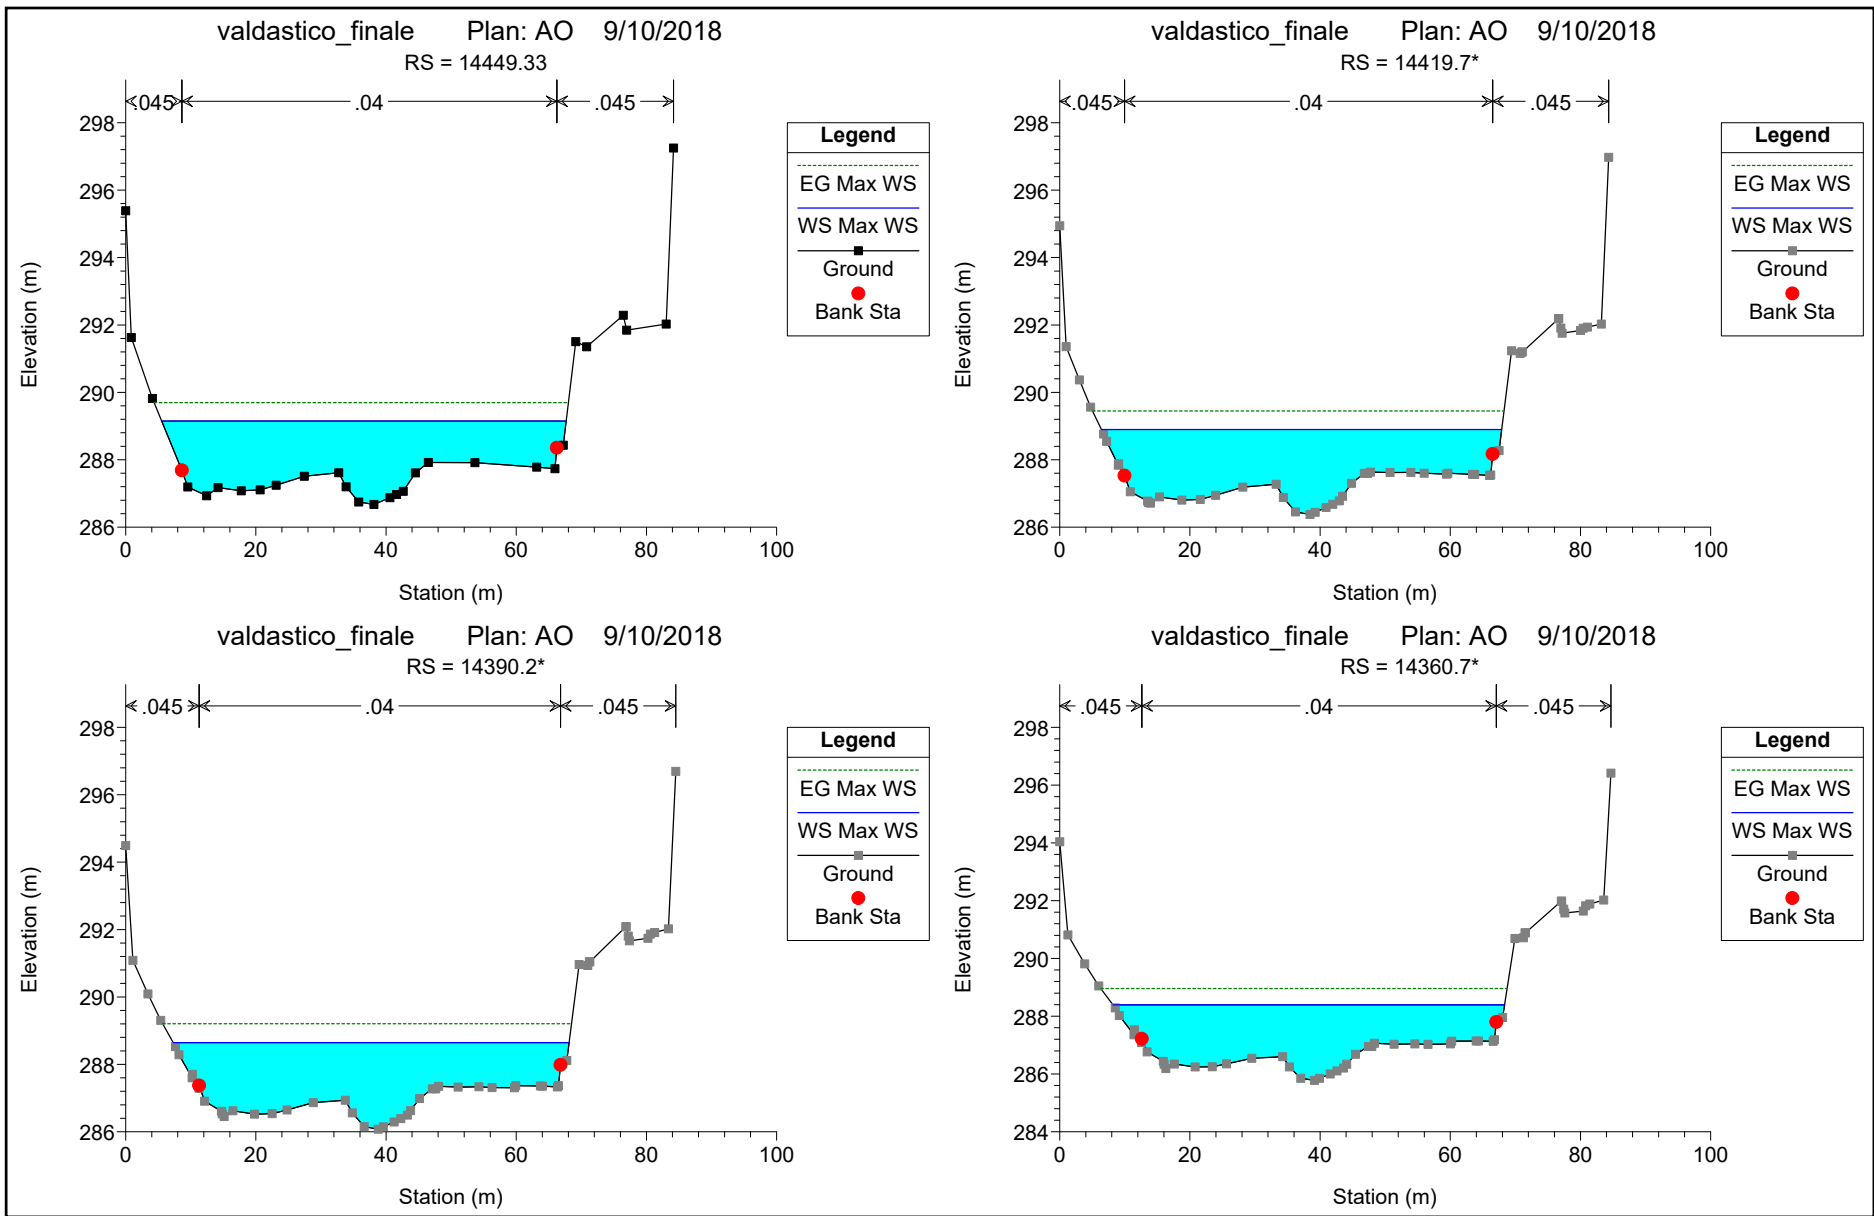 valdastico_finale Plan: AO 9/10/2018
RS = 14449.33
.045 .04 .045
298
296
294
292
290
288
286
Elevation (m)
0 20 40 60 80 100
Station (m)
Legend
EG Max WS
WS Max WS
Ground
Bank Sta
valdastico_finale Plan: AO 9/10/2018
RS = 14419.7*
.045 .04 .045
298
296
294
292
290
288
286
Elevation (m)
0 20 40 60 80 100
Station (m)
Legend
EG Max WS
WS Max WS
Ground
Bank Sta
valdastico_finale Plan: AO 9/10/2018
RS = 14390.2*
.045 .04 .045
298
296
294
292
290
288
286
Elevation (m)
0 20 40 60 80 100
Station (m)
Legend
EG Max WS
WS Max WS
Ground
Bank Sta
valdastico_finale Plan: AO 9/10/2018
RS = 14360.7*
.045 .04 .045
298
296
294
292
290
288
286
284
Elevation (m)
0 20 40 60 80 100
Station (m)
Legend
EG Max WS
WS Max WS
Ground
Bank Sta